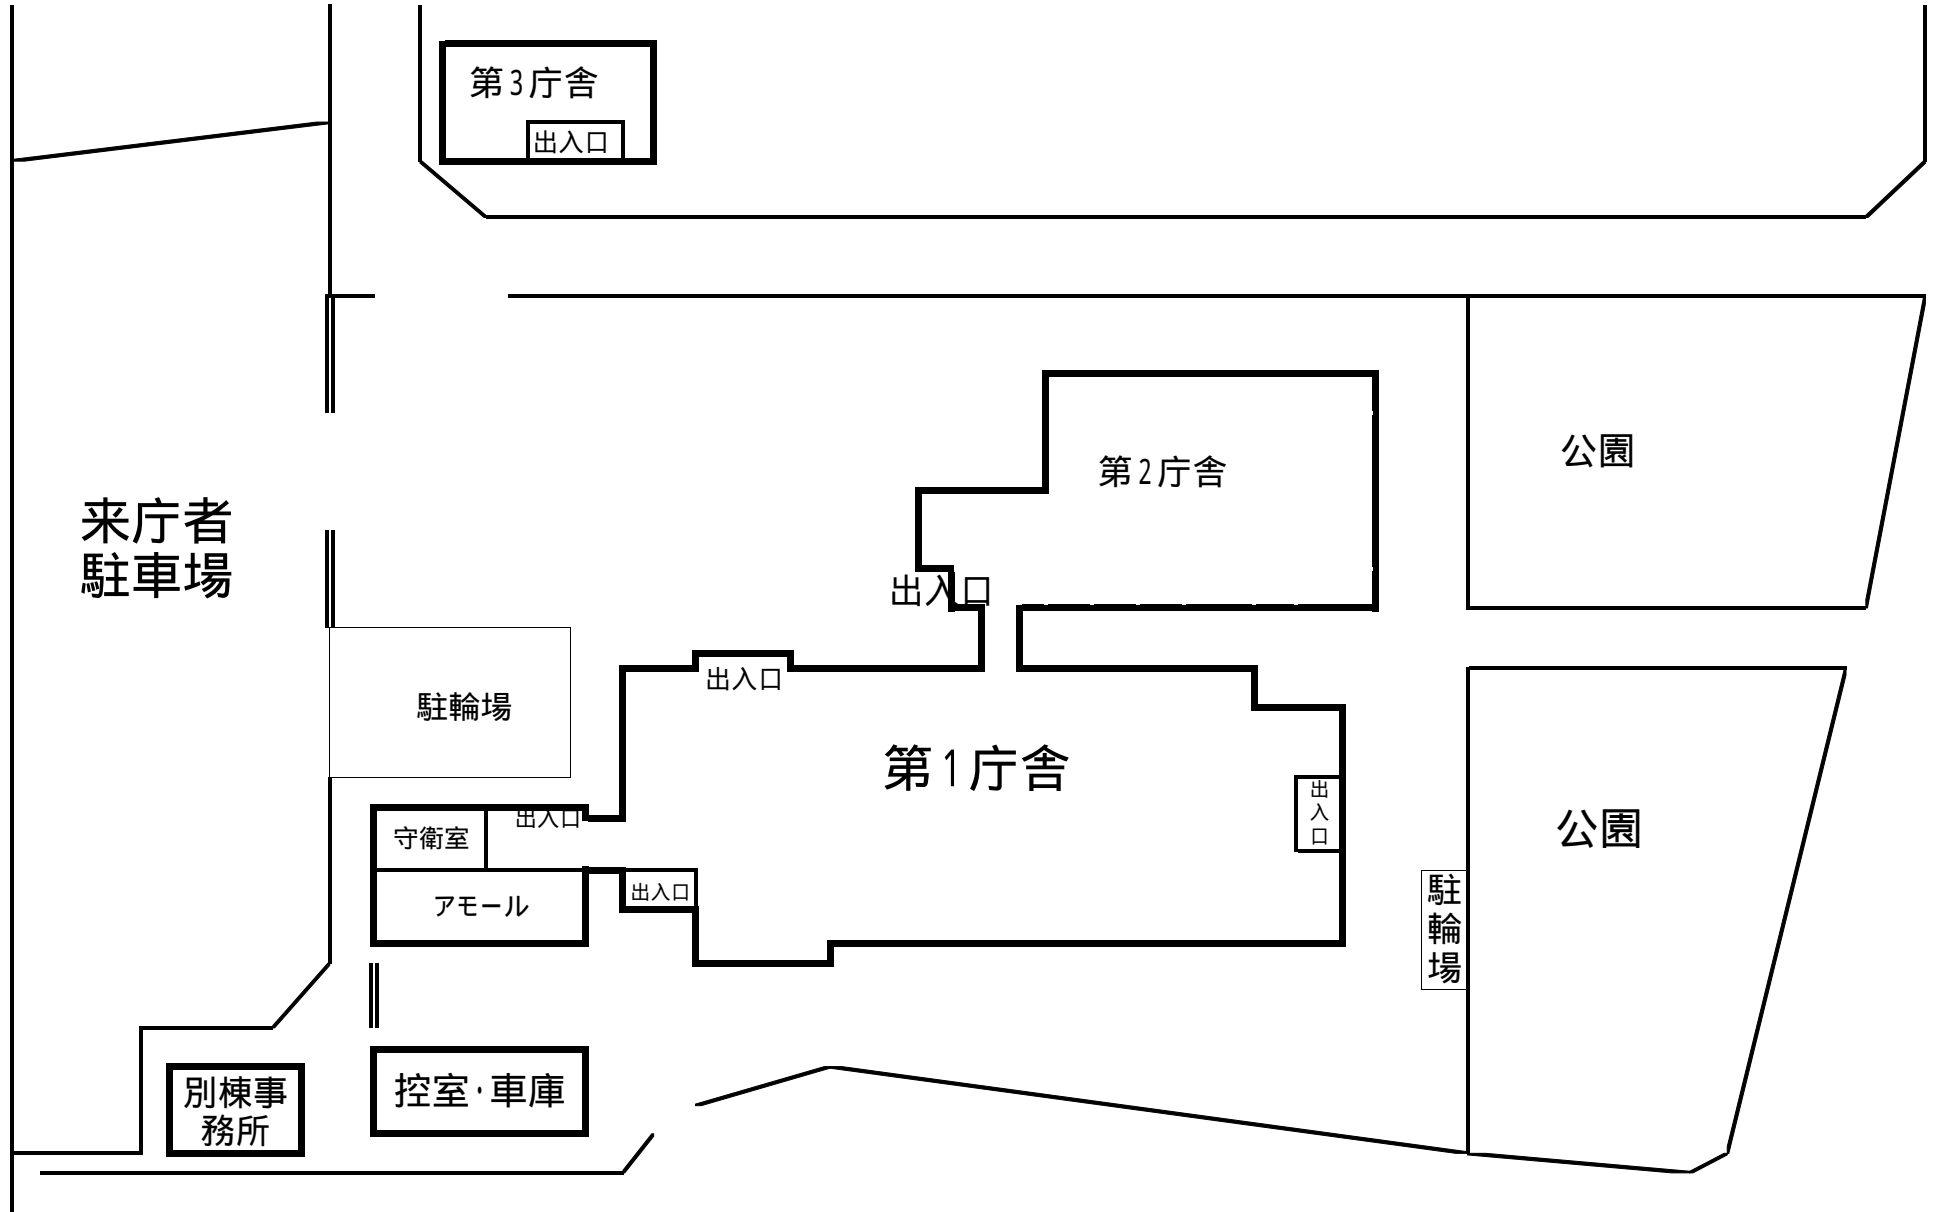 第3庁舎
出入口
公園
第2庁舎
来庁者
駐車場
出入口
出入口
駐輪場
第1庁舎
出入口
出入口
守衛室
公園
駐輪場
出入口
アモール
控室・車庫
別棟事
務所